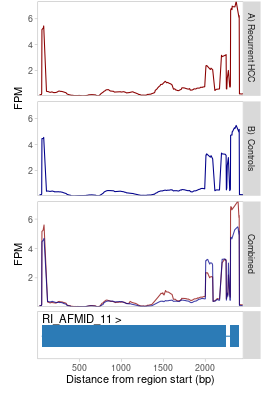 6
4
2
A) Recurrent HCC
FPM
6
4
2
B) Controls
6
4
2
FPM
Combined
RI_AFMID_11 >
500 1000 1500 2000
Distance from region start (bp)